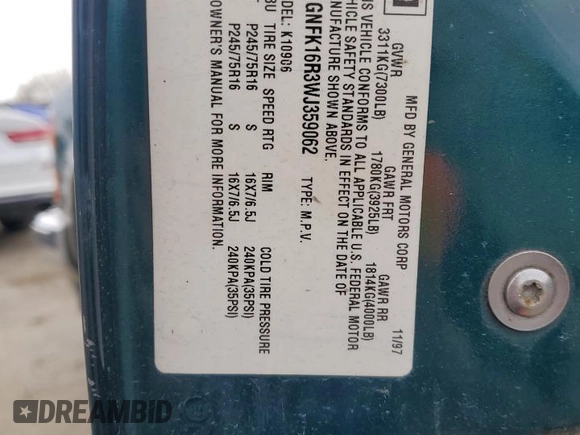 MFD BY GENERAL MOTORS CORP 11/97
GVWR GAWR FRT GAWR RR
3311KG(7300LB) 1780KG(3925LB) 1814KG(4000LB)
IS VEHICLE CONFORMS TO ALL APPLICABLE U.S. FEDERAL MOTOR
HICLE SAFETY STANDARDS IN EFFECT ON THE DATE OF
NUFACTURE SHOWN ABOVE.
GNFK16R3WJ359062 TYPE: M.P.V.
MODEL: K10906
TIRE SIZE SPEED RTG RIM COLD TIRE PRESSURE
P245/75R16 S 16X7/6.5J 240KPA(35PSI)
P245/75R16 S 16X7/6.5J 240KPA(35PSI)
OWNER'S MANUAL FOR MORE INFORMATION.
DREAMBID